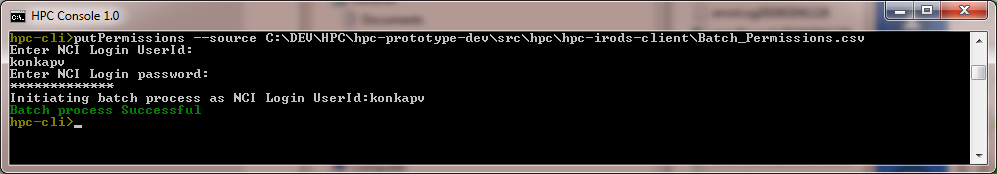 HPC Console 1.0
hpc-cli>putPermissions --source C:\DEV\HPC\hpc-prototype-dev\src\hpc\hpc-irods-client\Batch_Permissions.csv
Enter NCI Login UserId:
konkapv
Enter NCI Login password:
*************
Initiating batch process as NCI Login UserId:konkapv
Batch process Successful
hpc-cli>_